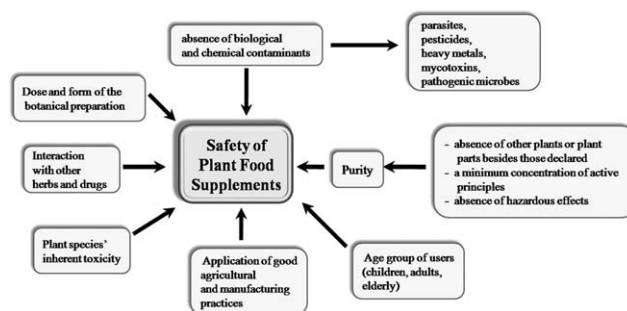 absence of biological
and chemical contaminants
parasites,
pesticides,
heavy metals,
mycotoxins,
pathogenic microbes
Dose and form of the
botanical preparation
Safety of
Plant Food
Supplements
Interaction
with other
herbs and drugs
Purity
- absence of other plants or plant
parts besides those declared
- a minimum concentration of active
principles
- absence of hazardous effects
Plant species'
inherent toxicity
Application of good
agricultural
and manufacturing
practices
Age group of users
(children, adults,
elderly)